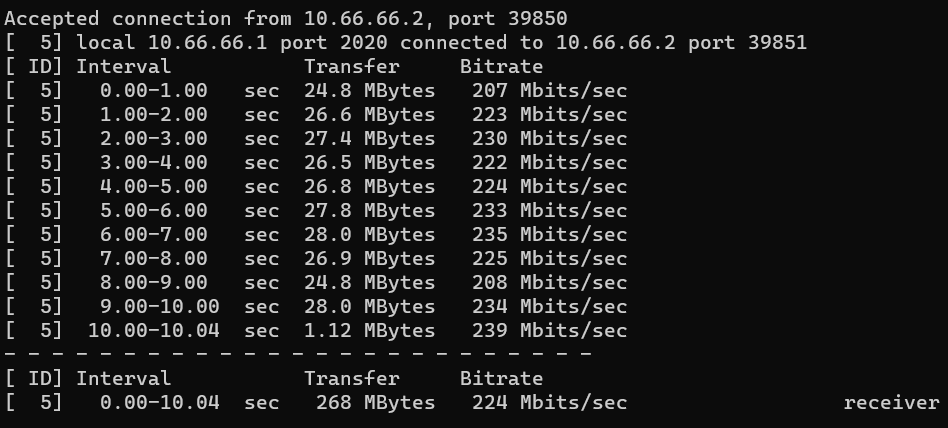 Accepted connection from 10.66.66.2, port 39850
[  5] local 10.66.66.1 port 2020 connected to 10.66.66.2 port 39851
[ ID] Interval           Transfer     Bitrate
[  5]   0.00-1.00   sec  24.8 MBytes   207 Mbits/sec
[  5]   1.00-2.00   sec  26.6 MBytes   223 Mbits/sec
[  5]   2.00-3.00   sec  27.4 MBytes   230 Mbits/sec
[  5]   3.00-4.00   sec  26.5 MBytes   222 Mbits/sec
[  5]   4.00-5.00   sec  26.8 MBytes   224 Mbits/sec
[  5]   5.00-6.00   sec  27.8 MBytes   233 Mbits/sec
[  5]   6.00-7.00   sec  28.0 MBytes   235 Mbits/sec
[  5]   7.00-8.00   sec  26.9 MBytes   225 Mbits/sec
[  5]   8.00-9.00   sec  24.8 MBytes   208 Mbits/sec
[  5]   9.00-10.00  sec  28.0 MBytes   234 Mbits/sec
[  5]  10.00-10.04  sec  1.12 MBytes   239 Mbits/sec
- - - - - - - - - - - - - - - - - - - - - - - - -
[ ID] Interval           Transfer     Bitrate
[  5]   0.00-10.04  sec   268 MBytes   224 Mbits/sec                  receiver